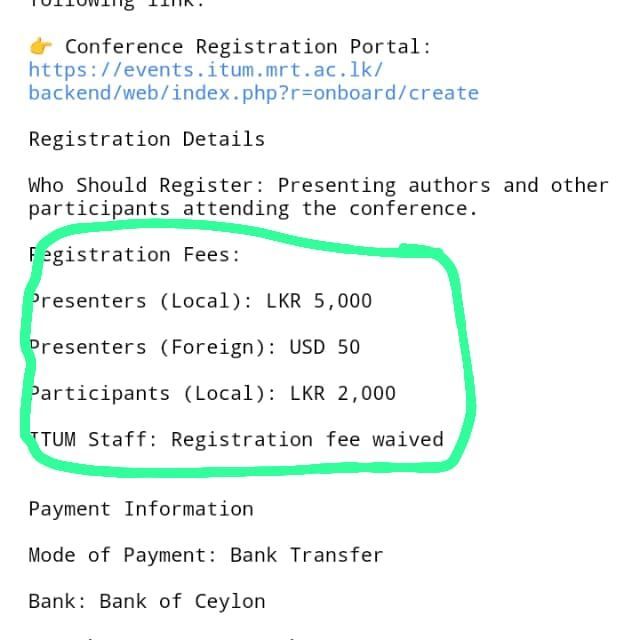 following link:
👉 Conference Registration Portal:
https://events.itum.mrt.ac.lk/
backend/web/index.php?r=onboard/create
Registration Details
Who Should Register: Presenting authors and other
participants attending the conference.
Registration Fees:
Presenters (Local): LKR 5,000
Presenters (Foreign): USD 50
Participants (Local): LKR 2,000
ITUM Staff: Registration fee waived
Payment Information
Mode of Payment: Bank Transfer
Bank: Bank of Ceylon